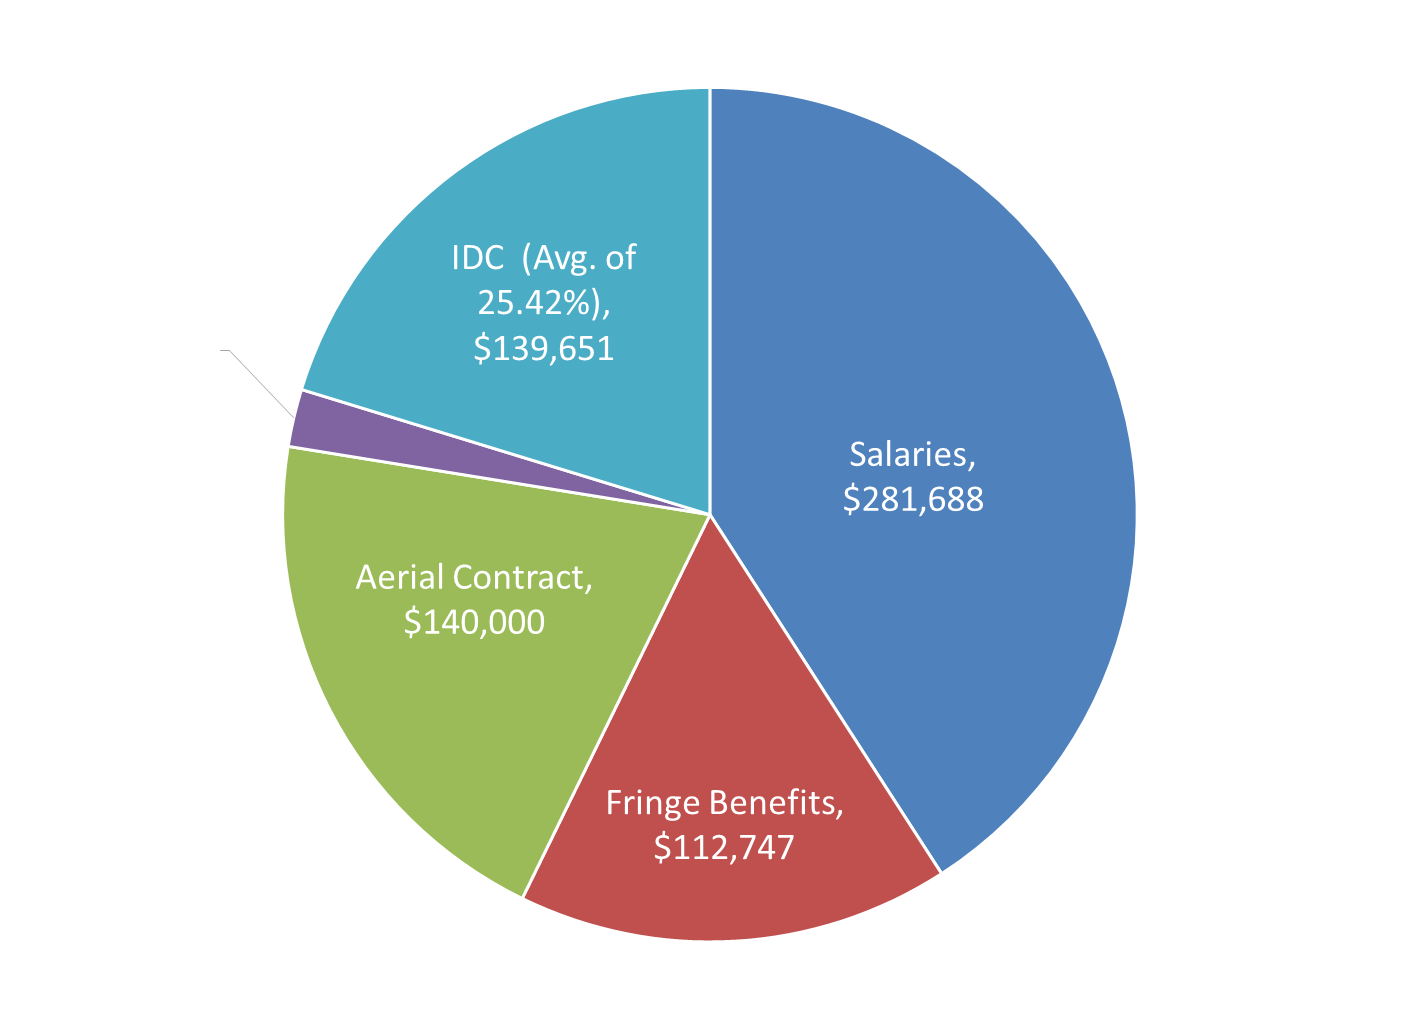 IDC  (Avg. of
25.42%),
$139,651
Salaries,
$281,688
Aerial Contract,
$140,000
Fringe Benefits,
$112,747